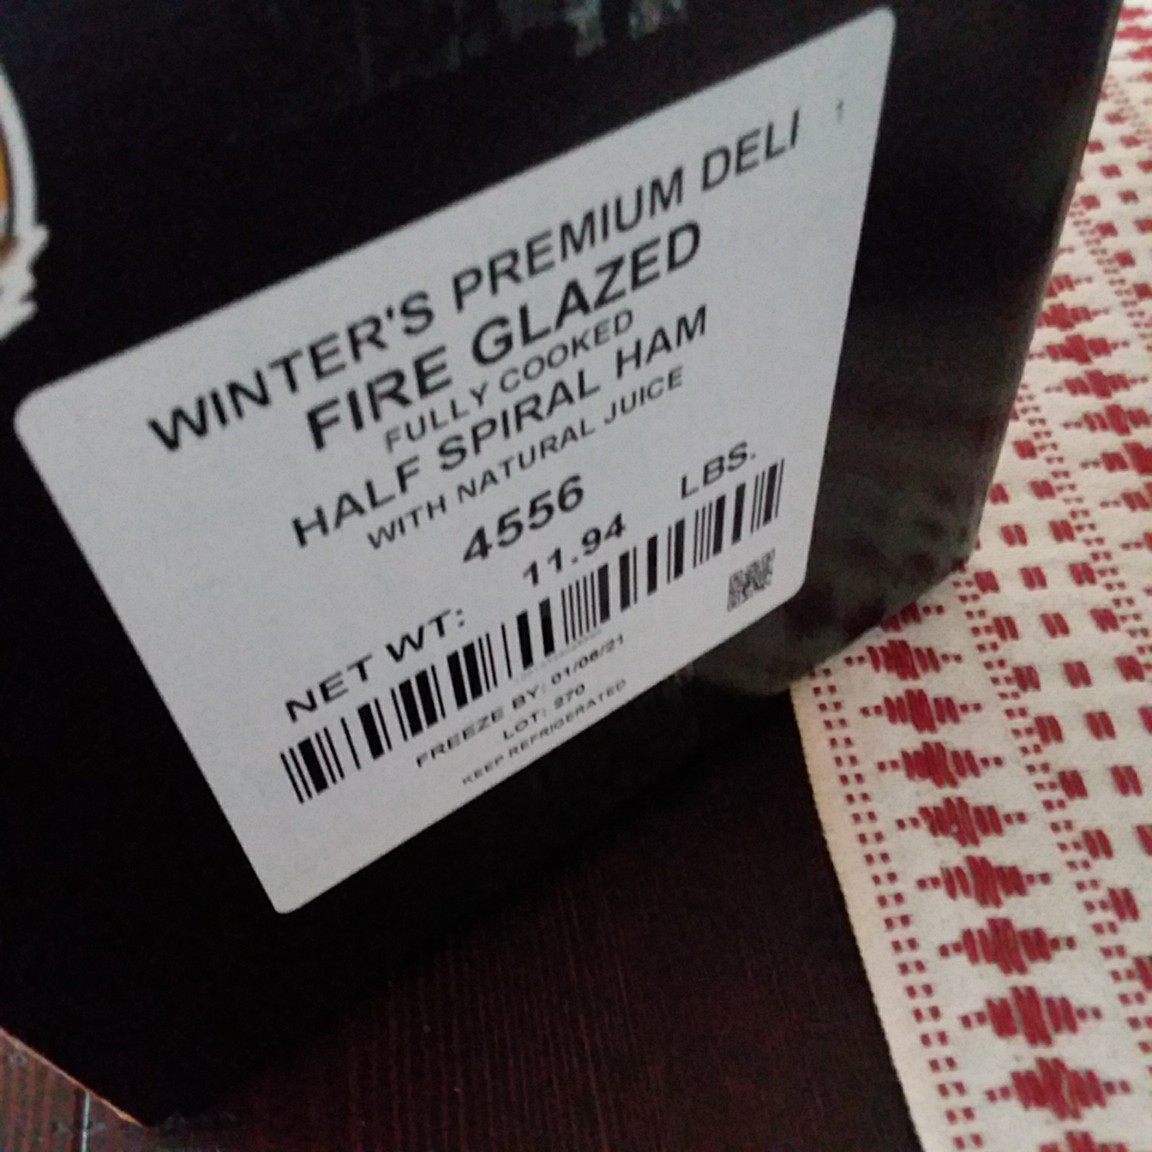 WINTER'S PREMIUM DELI
FIRE GLAZED
FULLY COOKED
HALF SPIRAL HAM
WITH NATURAL JUICE
4556
NET WT: 11.94 LBS.
FREEZE BY: 01/06/21
LOT: 270
KEEP REFRIGERATED